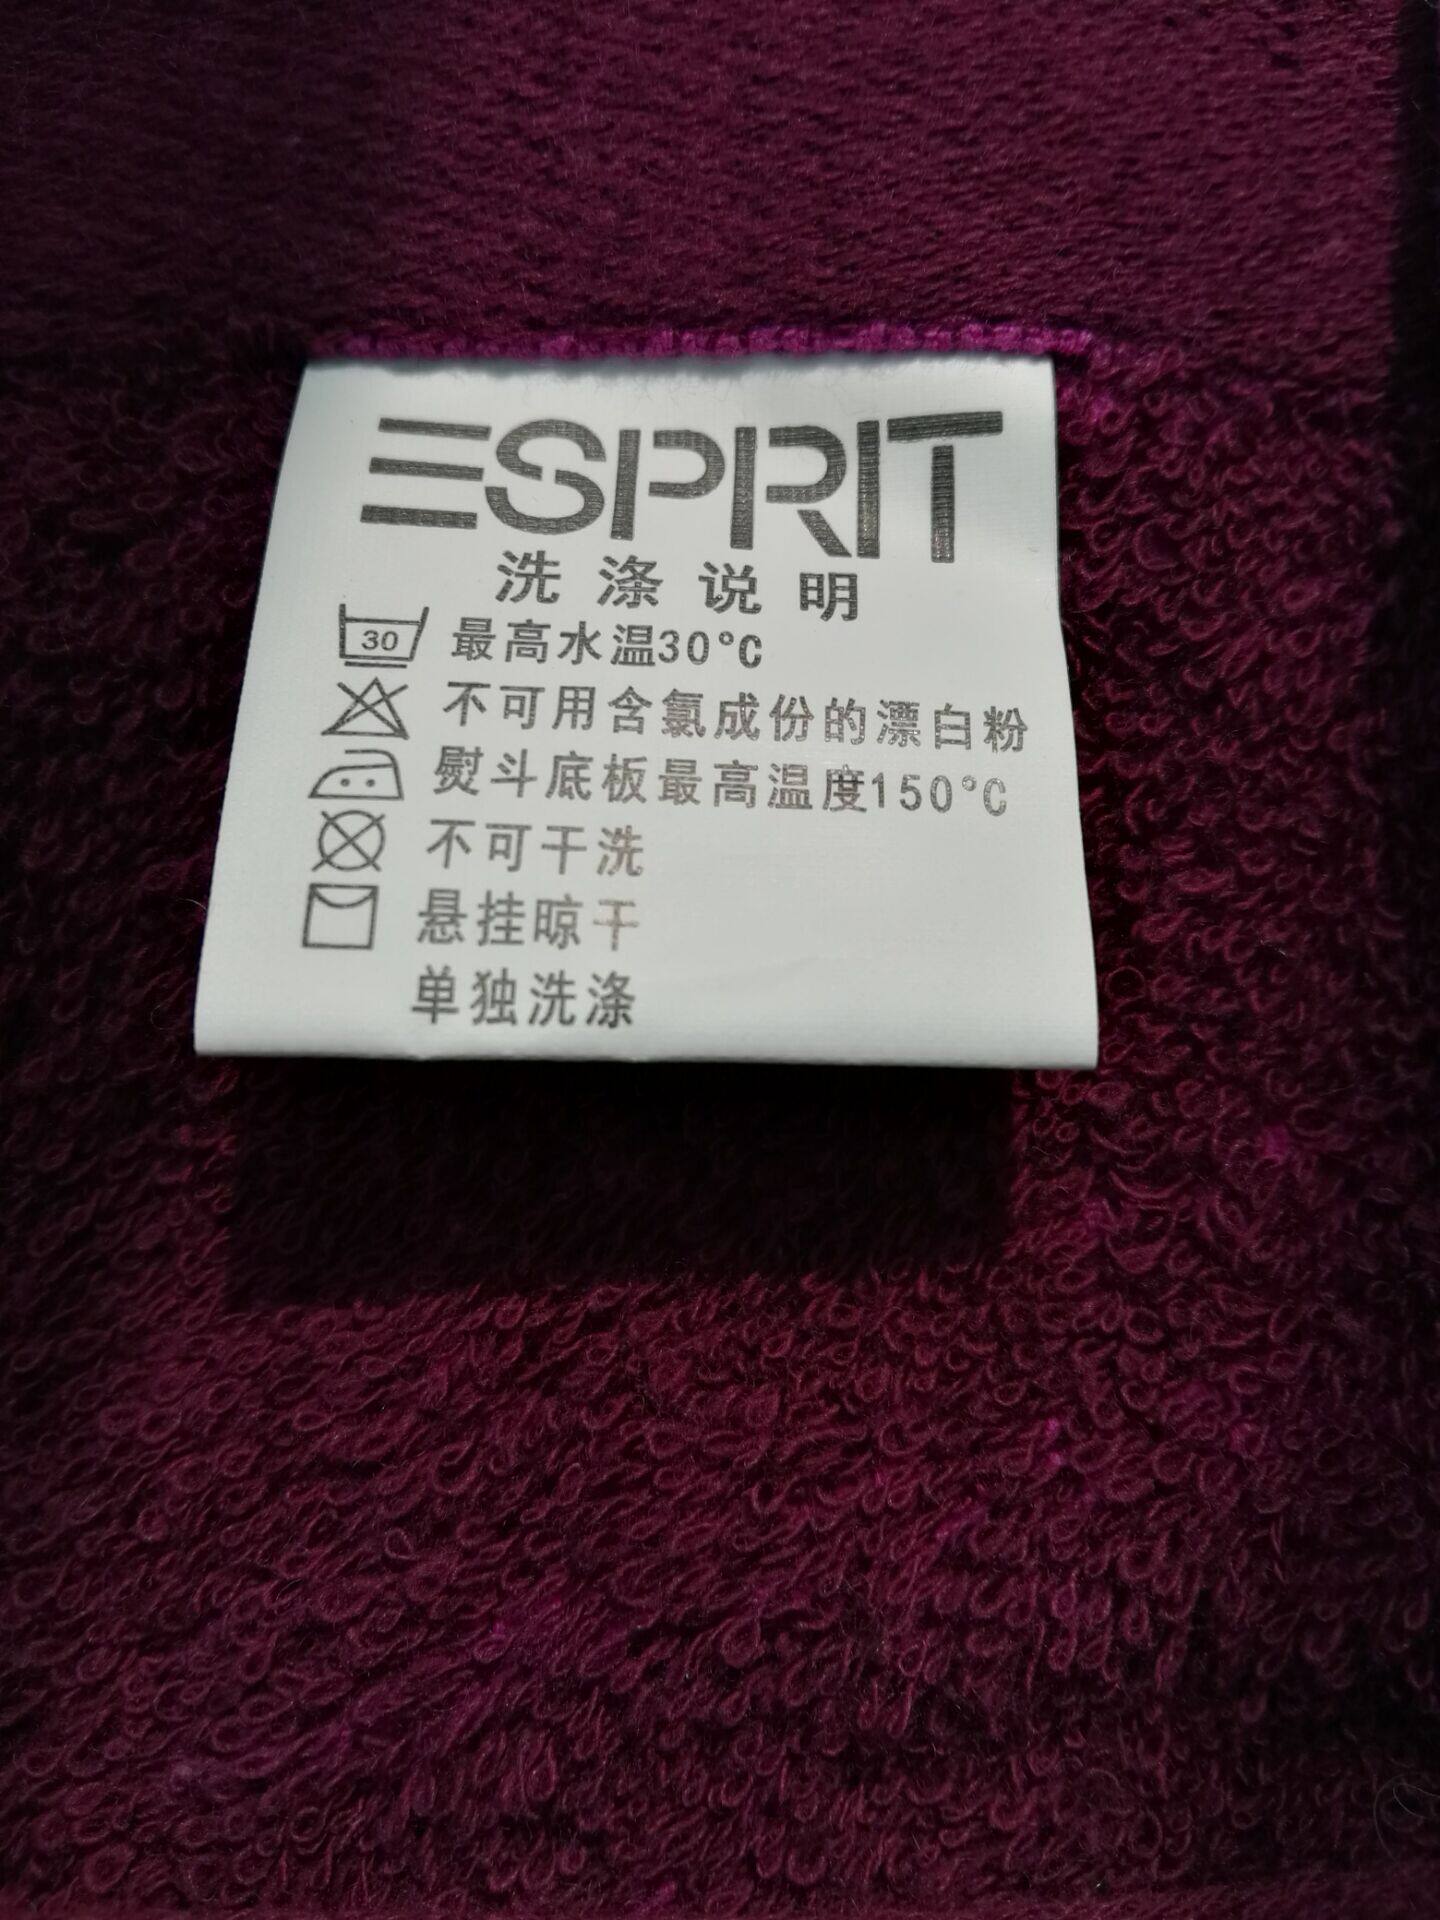 ESPRIT
洗涤说明
30 最高水温30°C
不可用含氯成份的漂白粉
熨斗底板最高温度150°C
不可干洗
悬挂晾干
单独洗涤